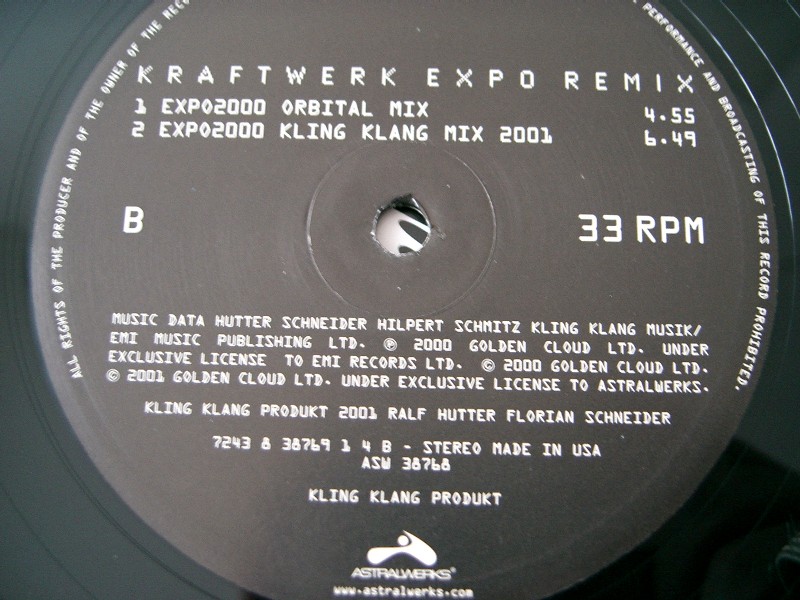 KRAFTWERK EXPO REMIX
1 EXPO2000 ORBITAL MIX 4.55
2 EXPO2000 KLING KLANG MIX 2001 6.49
B 33 RPM
MUSIC DATA HUTTER SCHNEIDER HILPERT SCHMITZ KLING KLANG MUSIK/
EMI MUSIC PUBLISHING LTD. ℗ 2000 GOLDEN CLOUD LTD. UNDER
EXCLUSIVE LICENSE TO EMI RECORDS LTD. © 2000 GOLDEN CLOUD LTD.
© 2001 GOLDEN CLOUD LTD. UNDER EXCLUSIVE LICENSE TO ASTRALWERKS.
KLING KLANG PRODUKT 2001 RALF HUTTER FLORIAN SCHNEIDER
7243 8 38769 1 4 B - STEREO MADE IN USA
ASW 38768
KLING KLANG PRODUKT
ASTRALWERKS®
www.astralwerks.com
ALL RIGHTS OF THE PRODUCER AND OF THE OWNER OF THE
PERFORMANCE AND BROADCASTING OF THIS RECORD PROHIBITED.